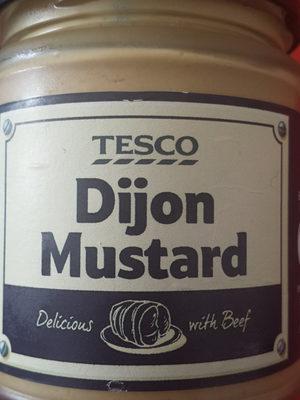 TESCO
Dijon
Mustard
Delicious with Beef